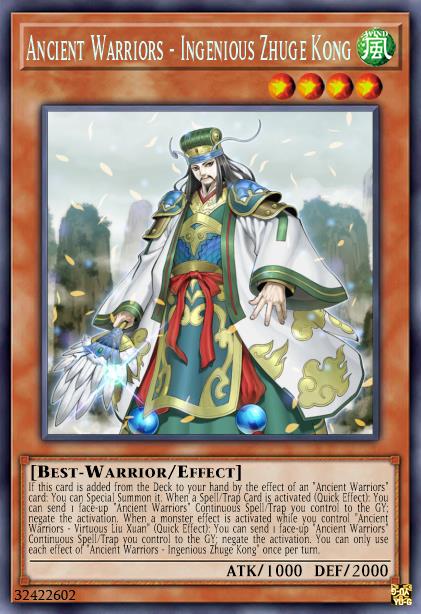 ANCIENT WARRIORS - INGENIOUS ZHUGE KONG
WIND
風
[BEST-WARRIOR/EFFECT]
If this card is added from the Deck to your hand by the effect of an "Ancient Warriors"
card: You can Special Summon it. When a Spell/Trap Card is activated (Quick Effect): You
can send 1 face-up "Ancient Warriors" Continuous Spell/Trap you control to the GY;
negate the activation. When a monster effect is activated while you control "Ancient
Warriors - Virtuous Liu Xuan" (Quick Effect): You can send 1 face-up "Ancient Warriors"
Continuous Spell/Trap you control to the GY; negate the activation. You can only use
each effect of "Ancient Warriors - Ingenious Zhuge Kong" once per turn.
ATK/1000 DEF/2000
32422602